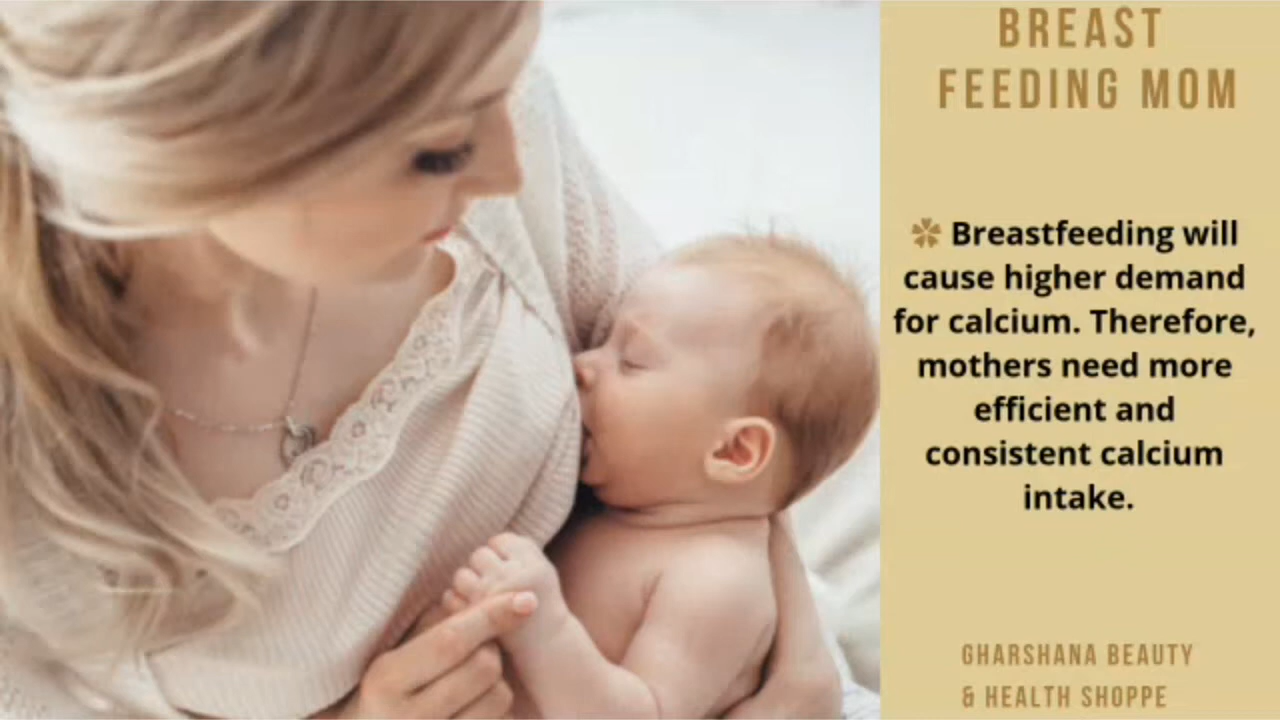 BREAST
FEEDING MOM
Breastfeeding will
cause higher demand
for calcium. Therefore,
mothers need more
efficient and
consistent calcium
intake.
GHARSHANA BEAUTY
& HEALTH SHOPPE